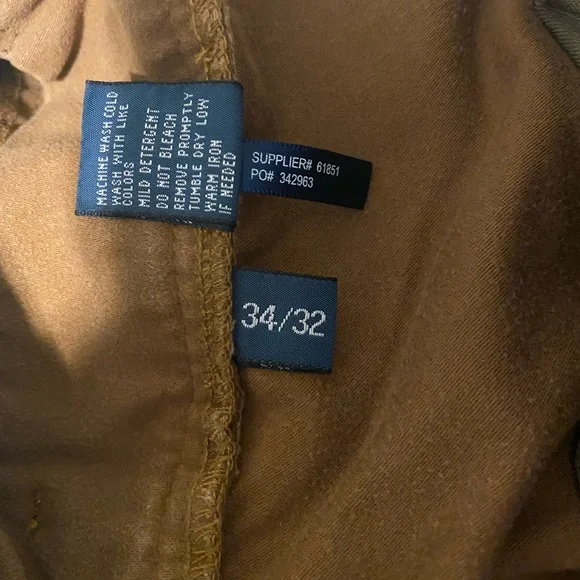 MACHINE WASH COLD
WASH WITH LIKE
COLORS
MILD DETERGENT
DO NOT BLEACH
REMOVE PROMPTLY
TUMBLE DRY LOW
WARM IRON
IF NEEDED
SUPPLIER# 61851
PO# 342963
34/32